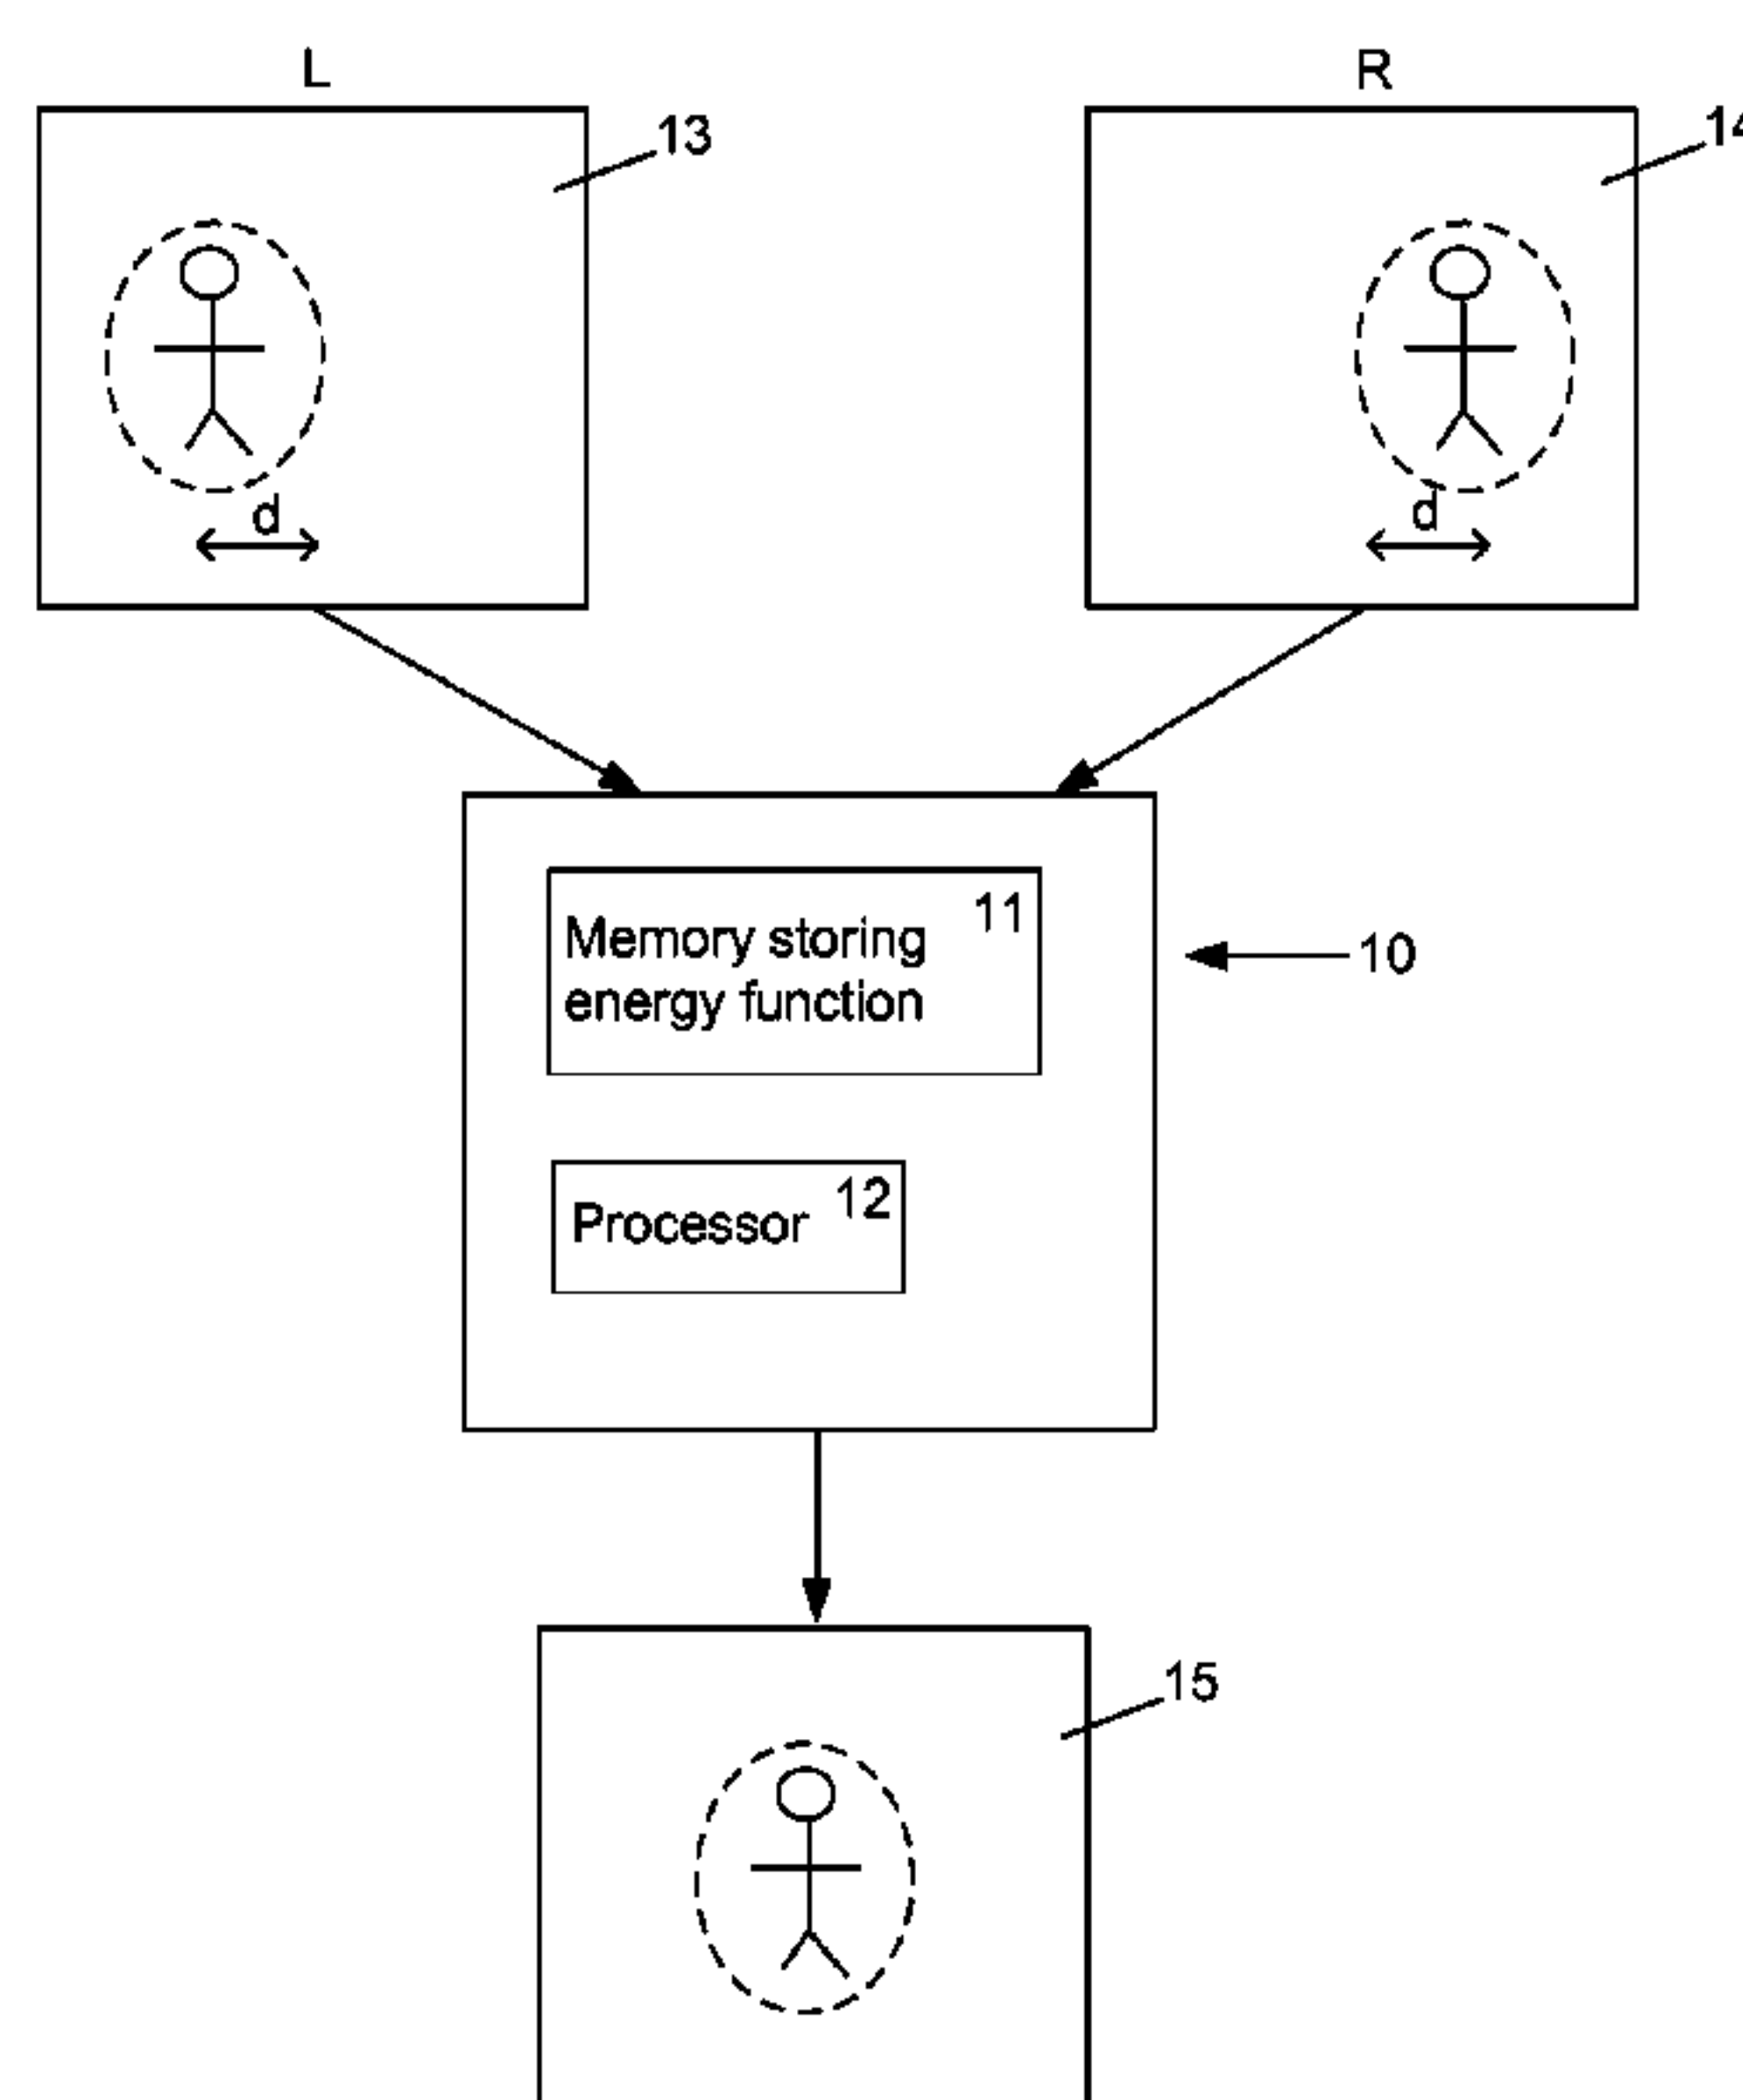 L
R
13
14
d
d
11
Memory storing
energy function
10
12
Processor
15